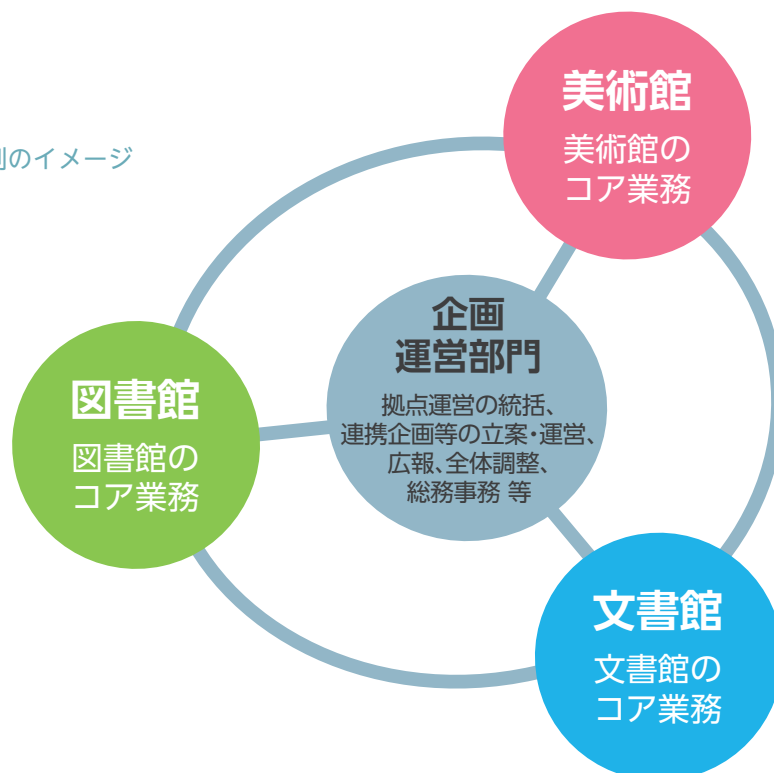 のイメージ
美術館
美術館の
コア業務
企画
運営部門
拠点運営の統括、
連携企画等の立案・運営、
広報、全体調整、
総務事務 等
図書館
図書館の
コア業務
文書館
文書館の
コア業務